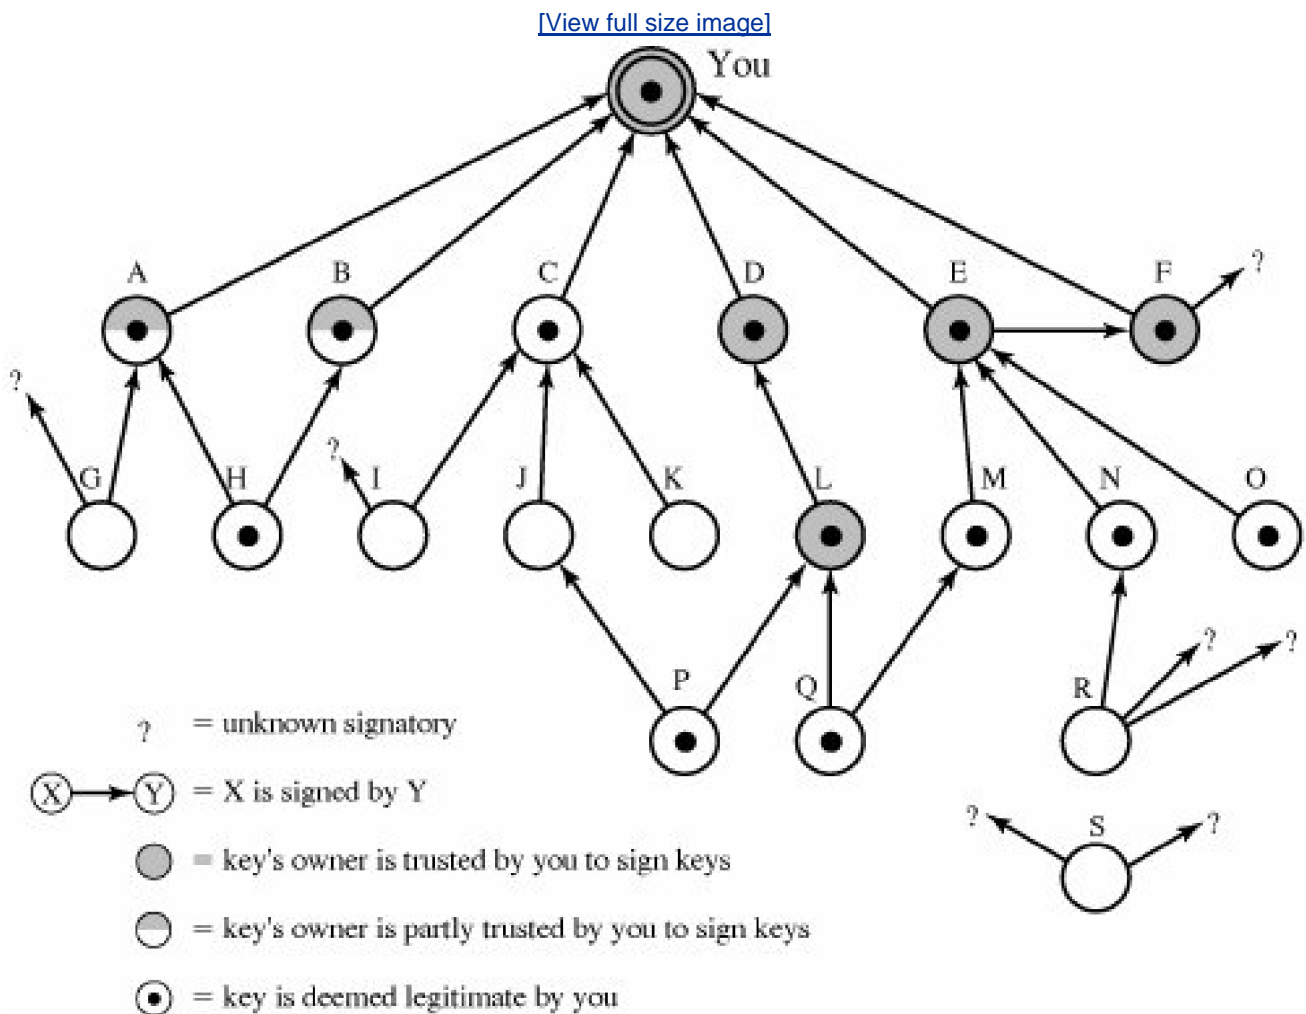 [View full size image]
You
A B C D E F ?
?
G H ? I J K L M N O
P Q R ? ?
? = unknown signatory
X Y = X is signed by Y
? S ?
= key's owner is trusted by you to sign keys
= key's owner is partly trusted by you to sign keys
= key is deemed legitimate by you